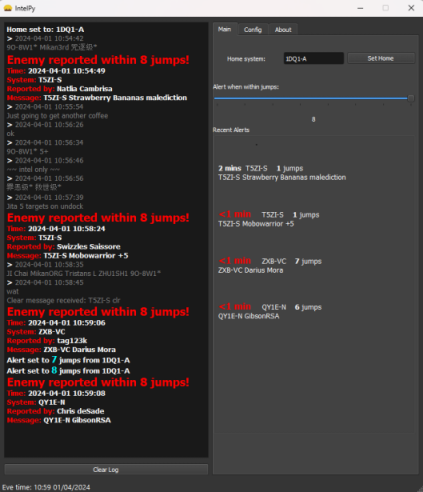 IntelPy
Home set to: 1DQ1-A
> 2024-04-01 10:54:42
9O-8W1* Mikan3rd
Enemy reported within 8 jumps!
Time: 2024-04-01 10:54:49
System: T5ZI-S
Reported by: Natlia Cambrisa
Message: T5ZI-S Strawberry Bananas malediction
> 2024-04-01 10:55:54
Just going to get another coffee
> 2024-04-01 10:56:26
ok
> 2024-04-01 10:56:34
9O-8W1* 5+
> 2024-04-01 10:56:46
~~ intel only ~~
> 2024-04-01 10:56:56
> 2024-04-01 10:57:39
Jita 5 targets on undock
Enemy reported within 8 jumps!
Time: 2024-04-01 10:58:24
System: T5ZI-S
Reported by: Swizzles Saissore
Message: T5ZI-S Mobowarrior +5
> 2024-04-01 10:58:35
JI Chai MikanORG Tristans L ZHU1SH1 9O-8W1*
> 2024-04-01 10:58:45
wat
Clear message received: T5ZI-S clr
Enemy reported within 8 jumps!
Time: 2024-04-01 10:59:06
System: ZXB-VC
Reported by: tag123k
Message: ZXB-VC Darius Mora
Alert set to 7 jumps from 1DQ1-A
Alert set to 8 jumps from 1DQ1-A
Enemy reported within 8 jumps!
Time: 2024-04-01 10:59:08
System: QY1E-N
Reported by: Chris deSade
Message: QY1E-N GibsonRSA
Clear Log
Eve time: 10:59 01/04/2024
Main Config About
Home system: 1DQ1-A Set Home
Alert when within jumps:
8
Recent Alerts
2 mins T5ZI-S 1 jumps
T5ZI-S Strawberry Bananas malediction
<1 min T5ZI-S 1 jumps
T5ZI-S Mobowarrior +5
<1 min ZXB-VC 7 jumps
ZXB-VC Darius Mora
<1 min QY1E-N 6 jumps
QY1E-N GibsonRSA